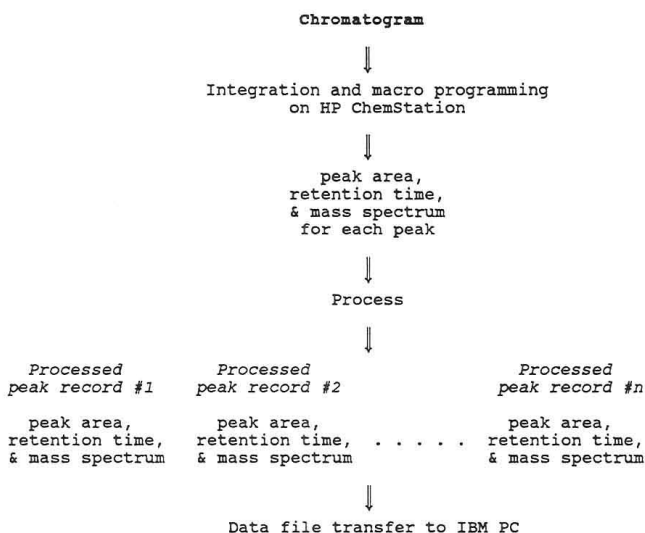 Chromatogram
Integration and macro programming
on HP ChemStation
peak area,
retention time,
& mass spectrum
for each peak
Process
Processed
peak record #1
peak area,
retention time,
& mass spectrum
Processed
peak record #2
peak area,
retention time,
& mass spectrum
. . . . .
Processed
peak record #n
peak area,
retention time,
& mass spectrum
Data file transfer to IBM PC